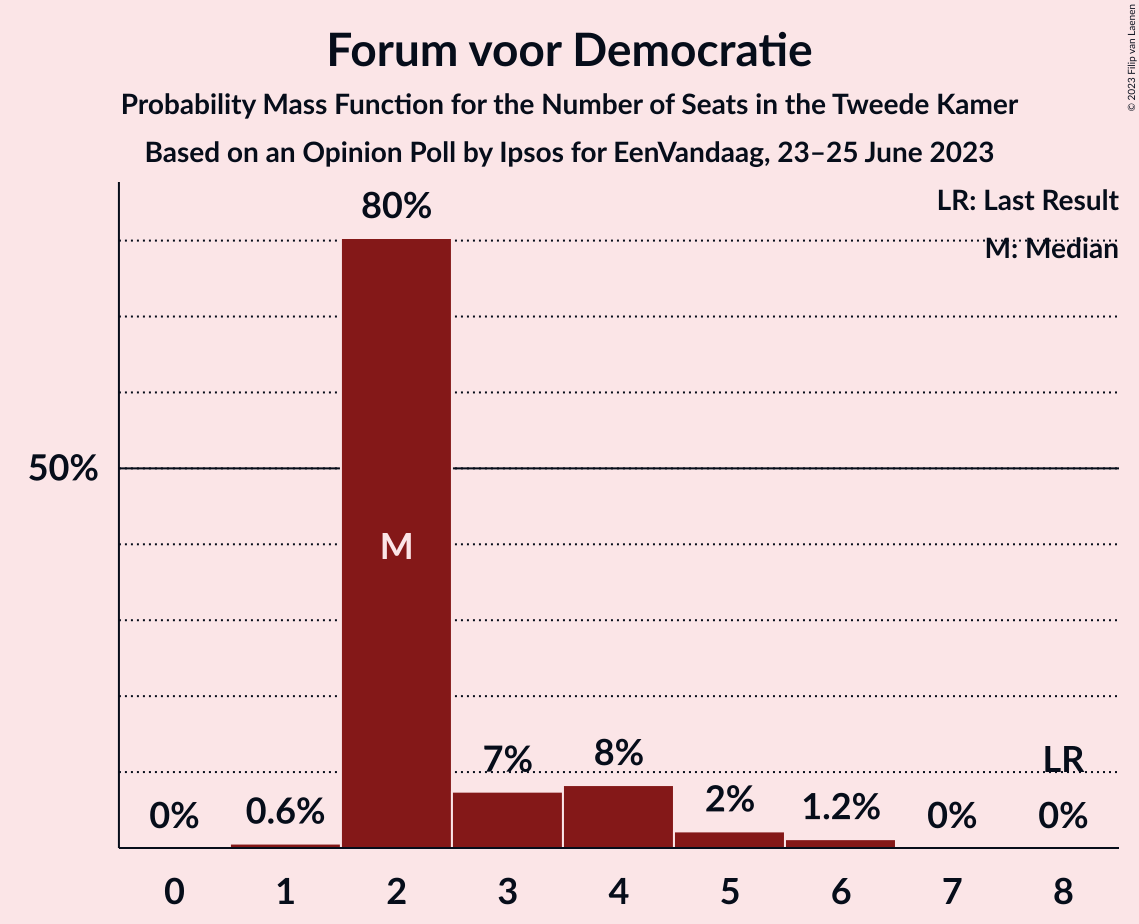 Forum voor Democratie
Probability Mass Function for the Number of Seats in the Tweede Kamer
Based on an Opinion Poll by Ipsos for EenVandaag, 23–25 June 2023
© 2023 Filip van Laenen
LR: Last Result
M: Median
80%
50%
M
7%
8%
LR
0%
0.6%
2%
1.2%
0%
0%
0 1 2 3 4 5 6 7 8